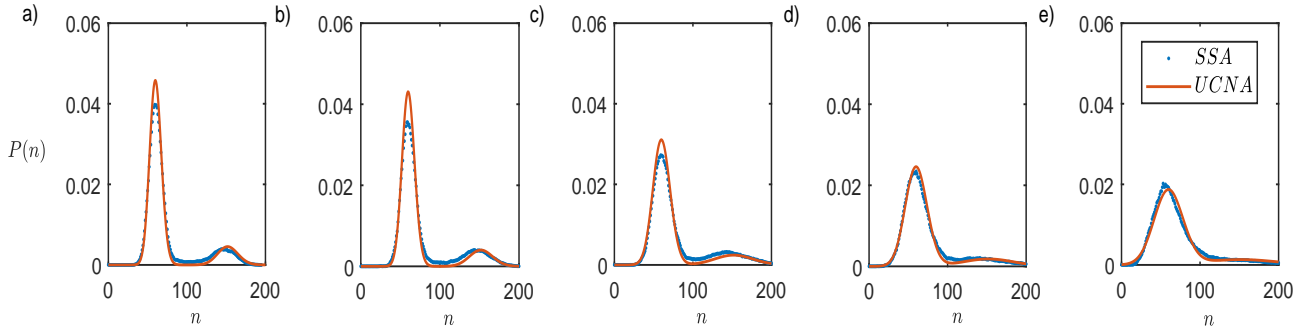 a) b) c) d) e)
0.06 0.06 0.06 0.06 0.06
SSA
UCNA
0.04 0.04 0.04 0.04 0.04
P(n)
0.02 0.02 0.02 0.02 0.02
0 0 0 0 0
0 100 200 0 100 200 0 100 200 0 100 200 0 100 200
n n n n n